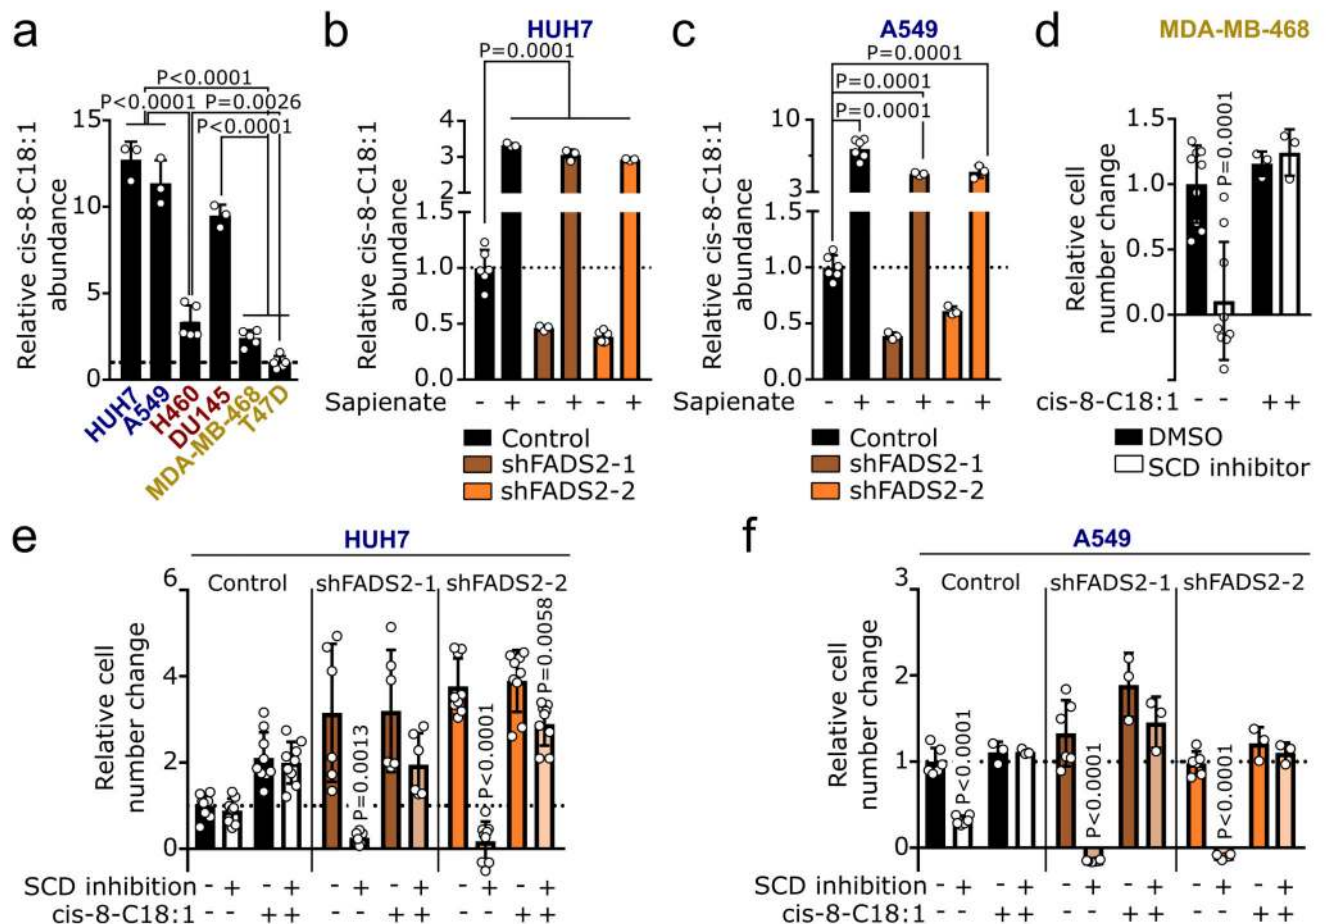 a
P<0.0001
P<0.0001 P=0.0026
P<0.0001
Relative cis-8-C18:1
abundance
15
10
5
0
HUH7
A549
H460
DU145
MDA-MB-468
T47D
b
HUH7
P=0.0001
Relative cis-8-C18:1
abundance
4
3
2
1.5
1.0
0.5
0.0
Sapienate - + - + - +
Control
shFADS2-1
shFADS2-2
c
A549
P=0.0001
P=0.0001
P=0.0001
Relative cis-8-C18:1
abundance
10
3
1.5
1.0
0.5
0.0
Sapienate - + - + - +
Control
shFADS2-1
shFADS2-2
d
MDA-MB-468
P=0.0001
Relative cell
number change
1.5
1.0
0.5
0.0
cis-8-C18:1 - - + +
DMSO
SCD inhibitor
e
HUH7
Control shFADS2-1 shFADS2-2
Relative cell
number change
6
4
2
0
P=0.0013
P<0.0001
P=0.0058
SCD inhibition - + - + - + - + - + - +
cis-8-C18:1 - - + + - - + + - - + +
f
A549
Control shFADS2-1 shFADS2-2
Relative cell
number change
3
2
1
0
P<0.0001
P<0.0001
P<0.0001
SCD inhibition - + - + - + - + - + - +
cis-8-C18:1 - - + + - - + + - - + +